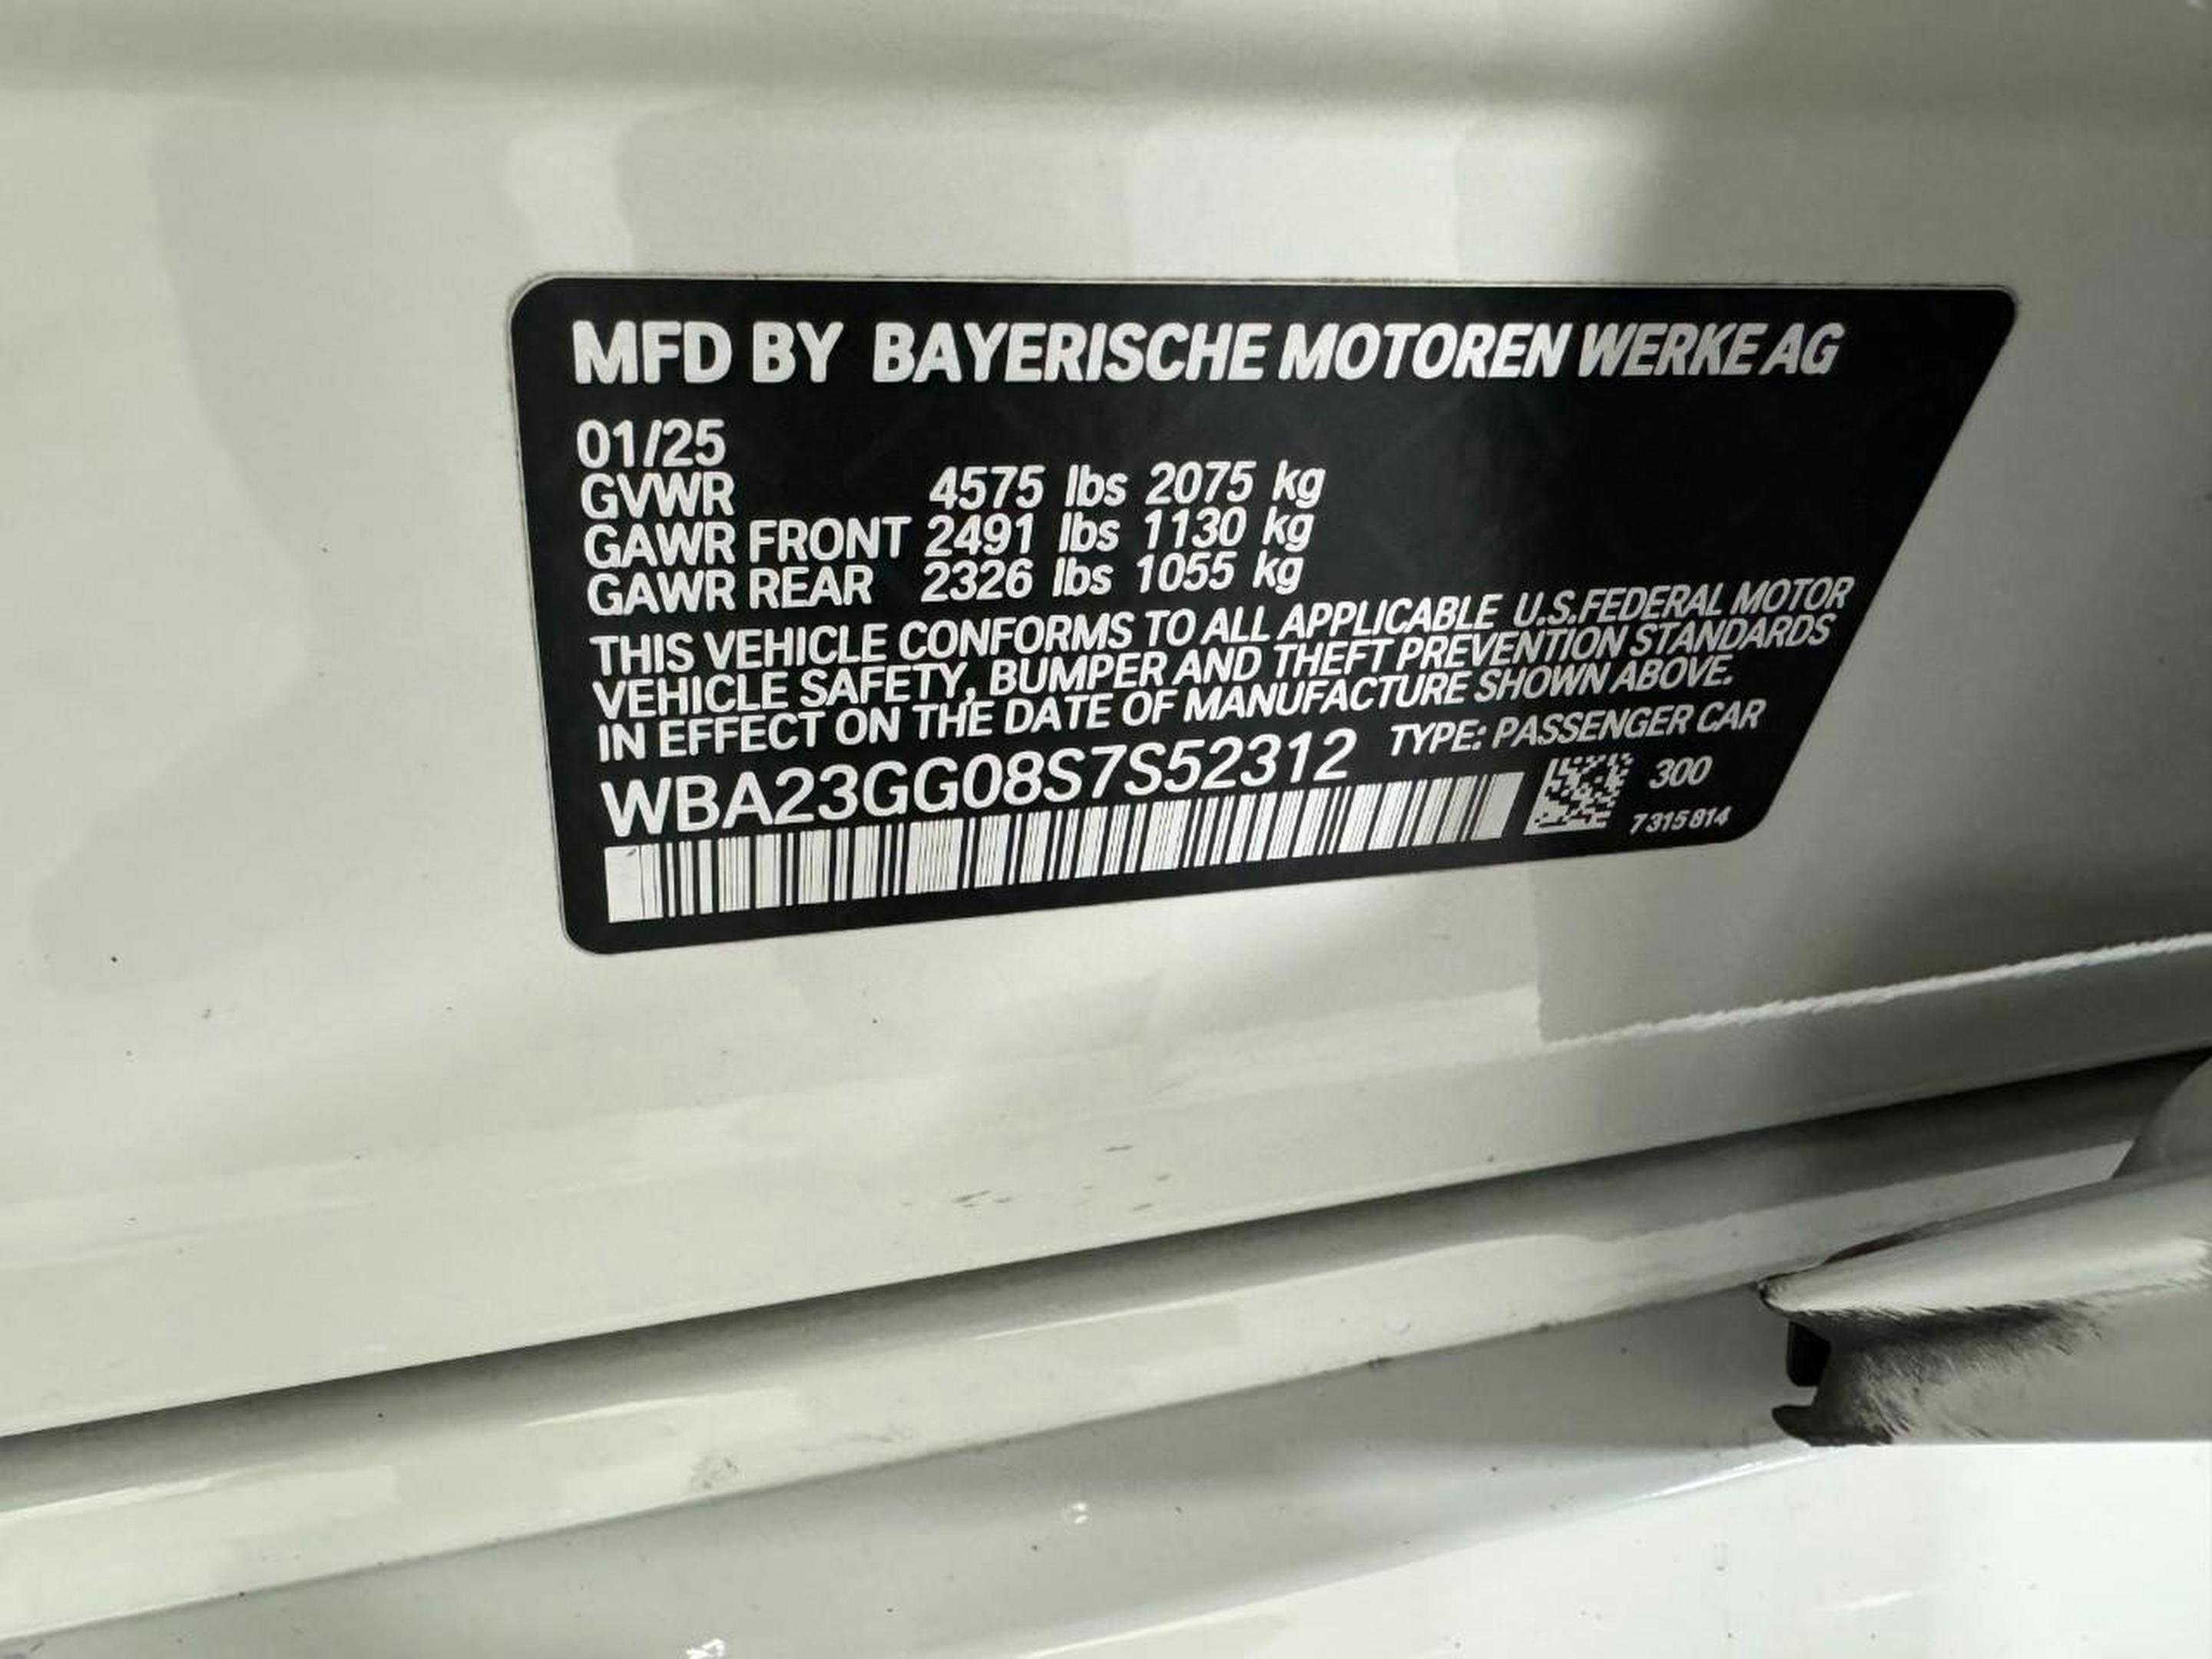 MFD BY BAYERISCHE MOTOREN WERKE AG
01/25
GVWR 4575 lbs 2075 kg
GAWR FRONT 2491 lbs 1130 kg
GAWR REAR 2326 lbs 1055 kg
THIS VEHICLE CONFORMS TO ALL APPLICABLE U.S.FEDERAL MOTOR
VEHICLE SAFETY, BUMPER AND THEFT PREVENTION STANDARDS
IN EFFECT ON THE DATE OF MANUFACTURE SHOWN ABOVE.
WBA23GG08S7S52312 TYPE: PASSENGER CAR
300
7315814